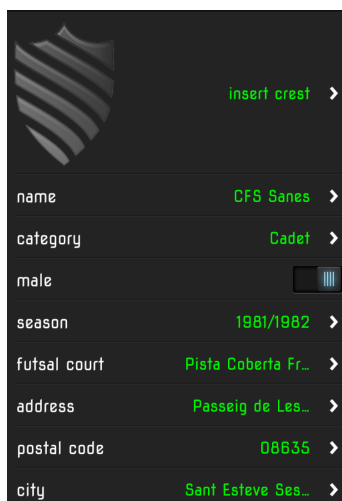 insert crest
name CFS Sanes
category Cadet
male
season 1981/1982
futsal court Pista Coberta Fr...
address Passeig de Les...
postal code 08635
city Sant Esteve Ses...